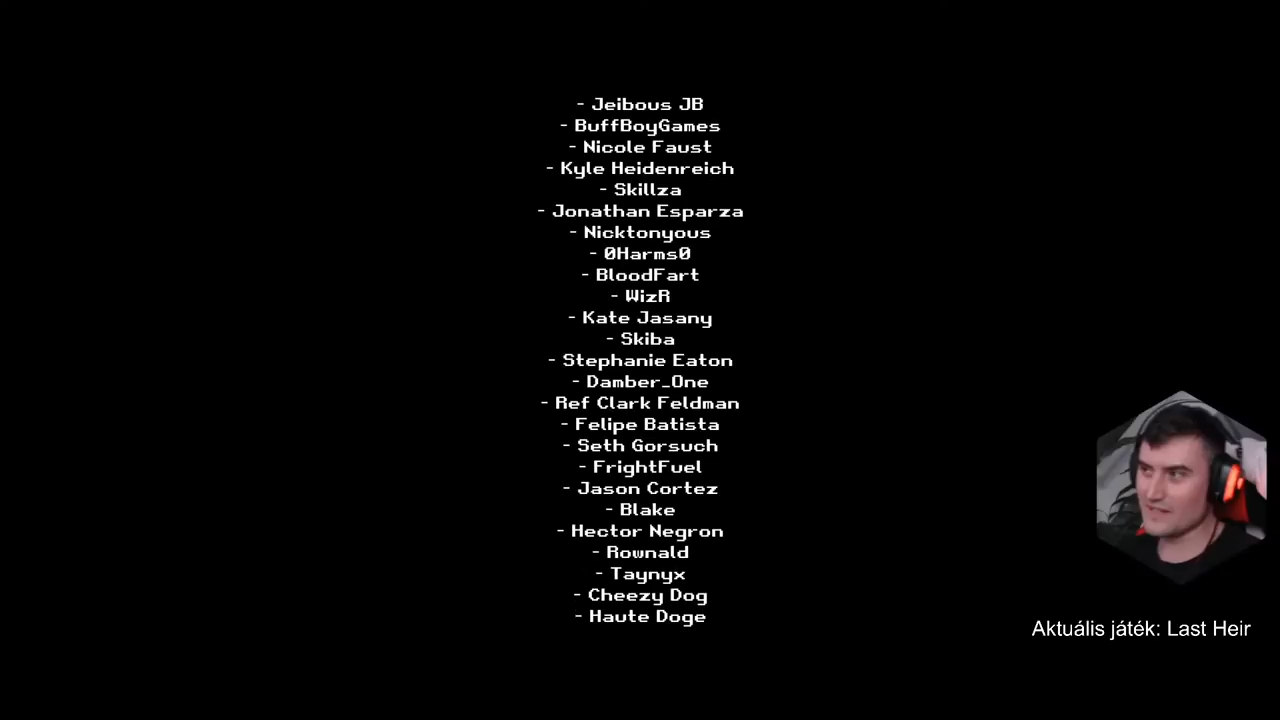 - Jeibous JB
- BuffBoyGames
- Nicole Faust
- Kyle Heidenreich
- Skillza
- Jonathan Esparza
- Nicktonyous
- 0Harms0
- BloodFart
- WizR
- Kate Jasany
- Skiba
- Stephanie Eaton
- Damber_One
- Ref Clark Feldman
- Felipe Batista
- Seth Gorsuch
- FrightFuel
- Jason Cortez
- Blake
- Hector Negron
- Rownald
- Taynyx
- Cheezy Dog
- Haute Doge
Aktuális játék: Last Heir